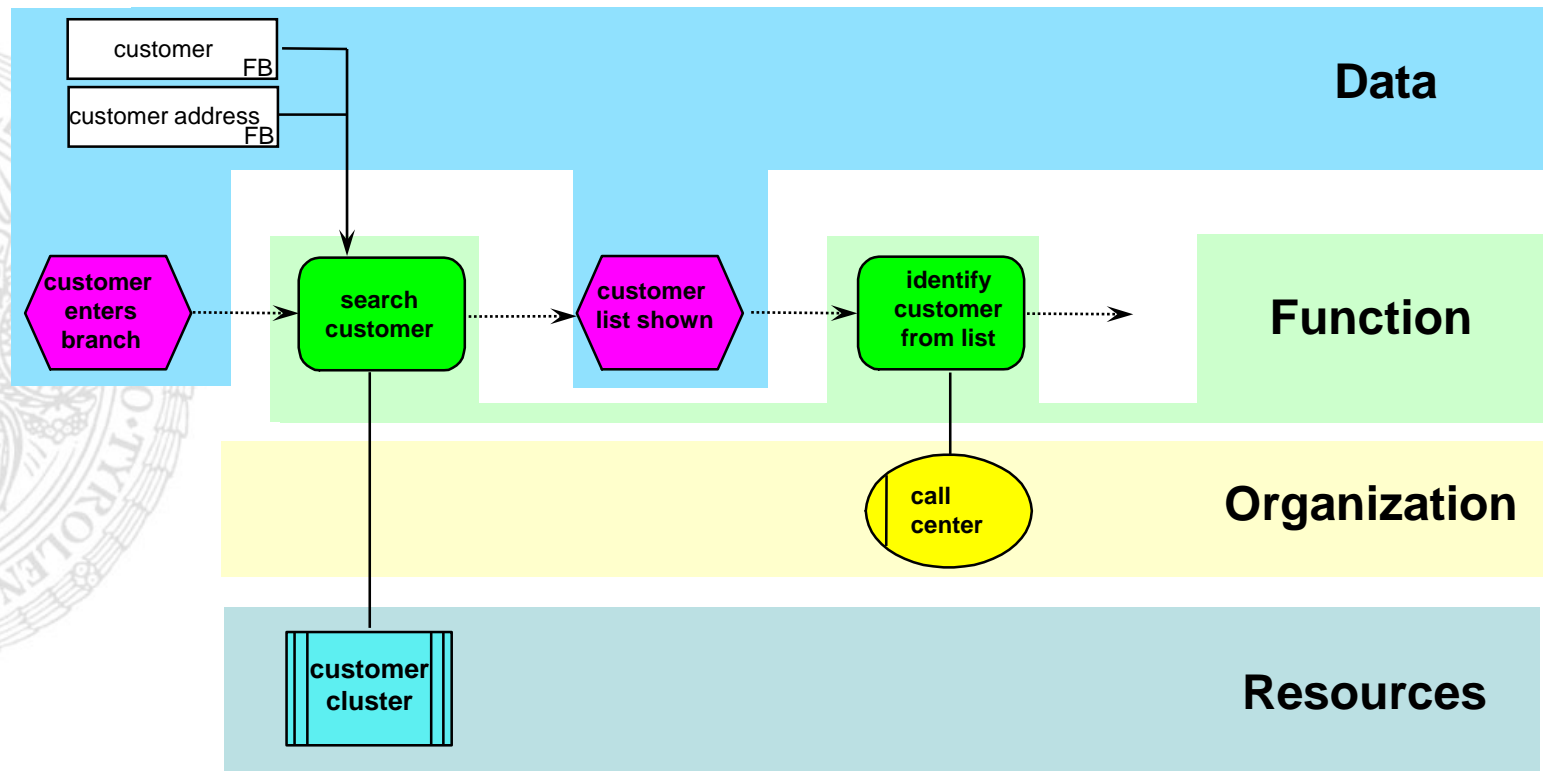 customer
FB
customer address
FB
Data
customer
enters
branch
search
customer
customer
list shown
identify
customer
from list
Function
call
center
Organization
customer
cluster
Resources
O•TYROLEN